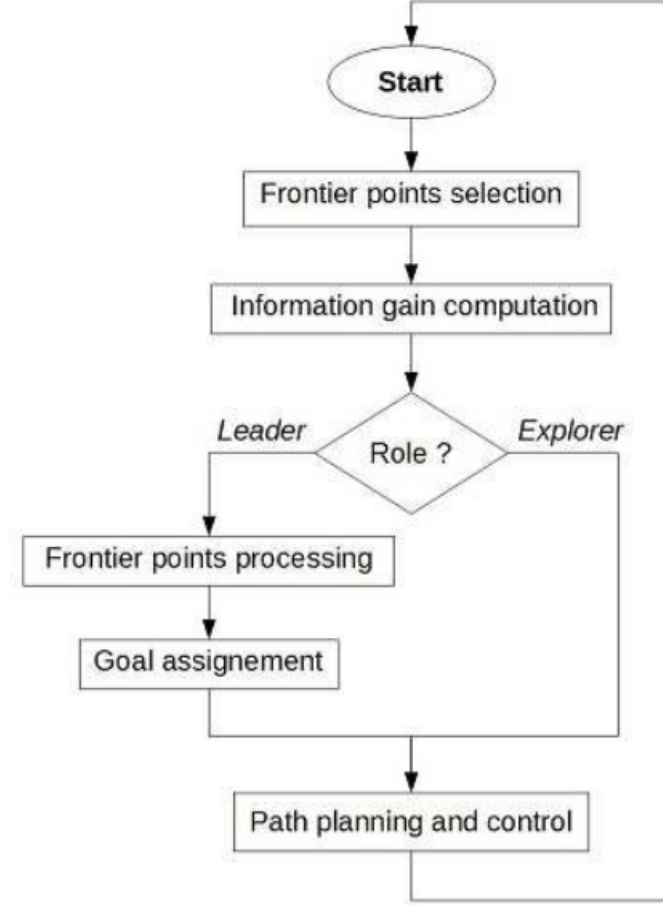 Start
Frontier points selection
Information gain computation
Leader
Role ?
Explorer
Frontier points processing
Goal assignement
Path planning and control